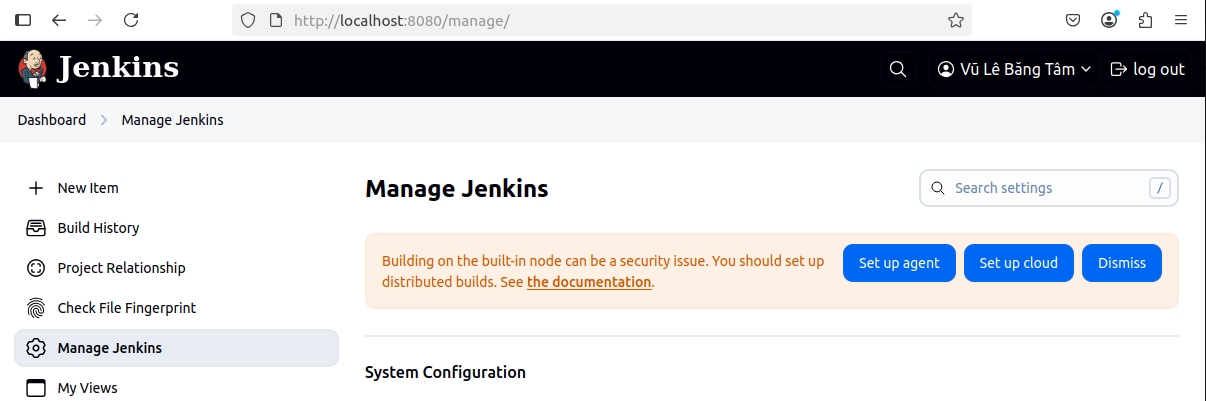 http://localhost:8080/manage/
Jenkins
Vũ Lê Băng Tâm
log out
Dashboard
Manage Jenkins
New Item
Build History
Project Relationship
Check File Fingerprint
Manage Jenkins
My Views
Manage Jenkins
Search settings
/
Building on the built-in node can be a security issue. You should set up
distributed builds. See the documentation.
Set up agent
Set up cloud
Dismiss
System Configuration